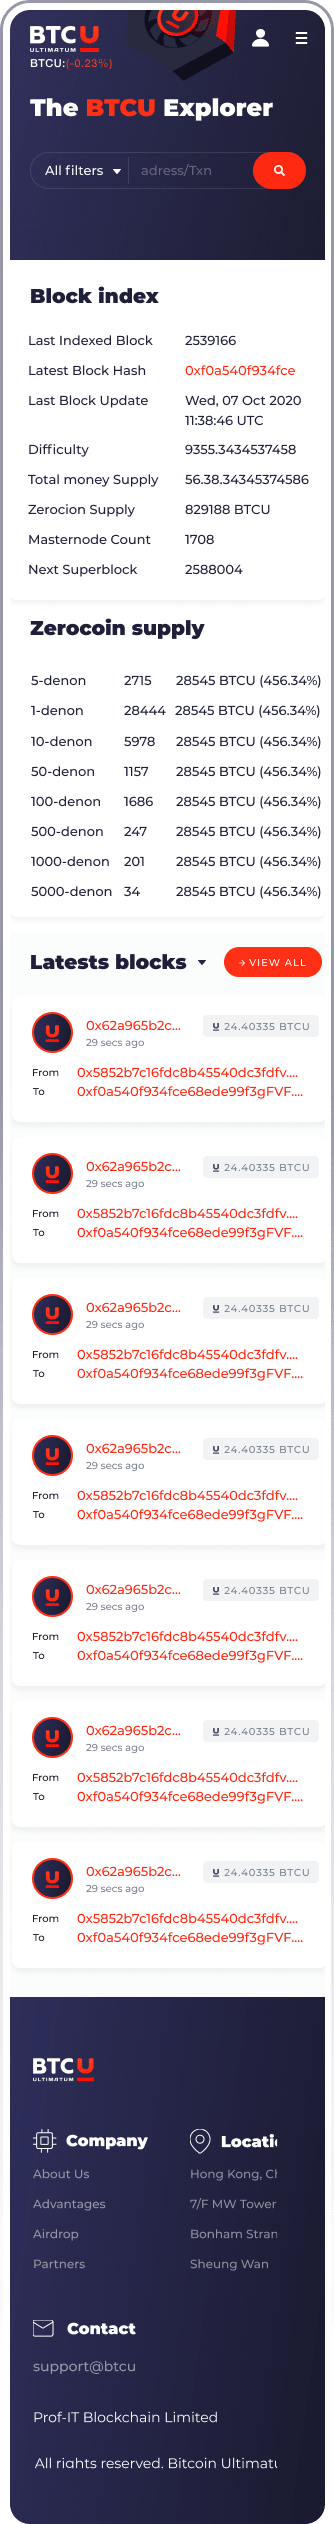 BTCU
ULTIMATUM
BTCU:(-0.23%)
The BTCU Explorer
All filters adress/Txn
Block index
Last Indexed Block 2539166
Latest Block Hash 0xf0a540f934fce
Last Block Update Wed, 07 Oct 2020
11:38:46 UTC
Difficulty 9355.3434537458
Total money Supply 56.38.34345374586
Zerocion Supply 829188 BTCU
Masternode Count 1708
Next Superblock 2588004
Zerocoin supply
5-denon 2715 28545 BTCU (456.34%)
1-denon 28444 28545 BTCU (456.34%)
10-denon 5978 28545 BTCU (456.34%)
50-denon 1157 28545 BTCU (456.34%)
100-denon 1686 28545 BTCU (456.34%)
500-denon 247 28545 BTCU (456.34%)
1000-denon 201 28545 BTCU (456.34%)
5000-denon 34 28545 BTCU (456.34%)
Latests blocks VIEW ALL
0x62a965b2c... 24.40335 BTCU
29 secs ago
From 0x5852b7c16fdc8b45540dc3fdfv....
To 0xf0a540f934fce68ede99f3gFVF....
0x62a965b2c... 24.40335 BTCU
29 secs ago
From 0x5852b7c16fdc8b45540dc3fdfv....
To 0xf0a540f934fce68ede99f3gFVF....
0x62a965b2c... 24.40335 BTCU
29 secs ago
From 0x5852b7c16fdc8b45540dc3fdfv....
To 0xf0a540f934fce68ede99f3gFVF....
0x62a965b2c... 24.40335 BTCU
29 secs ago
From 0x5852b7c16fdc8b45540dc3fdfv....
To 0xf0a540f934fce68ede99f3gFVF....
0x62a965b2c... 24.40335 BTCU
29 secs ago
From 0x5852b7c16fdc8b45540dc3fdfv....
To 0xf0a540f934fce68ede99f3gFVF....
0x62a965b2c... 24.40335 BTCU
29 secs ago
From 0x5852b7c16fdc8b45540dc3fdfv....
To 0xf0a540f934fce68ede99f3gFVF....
0x62a965b2c... 24.40335 BTCU
29 secs ago
From 0x5852b7c16fdc8b45540dc3fdfv....
To 0xf0a540f934fce68ede99f3gFVF....
BTCU
ULTIMATUM
Company
About Us
Advantages
Airdrop
Partners
Locati
Hong Kong, Ch
7/F MW Tower
Bonham Stran
Sheung Wan
Contact
support@btcu
Prof-IT Blockchain Limited
All rights reserved. Bitcoin Ultimatu